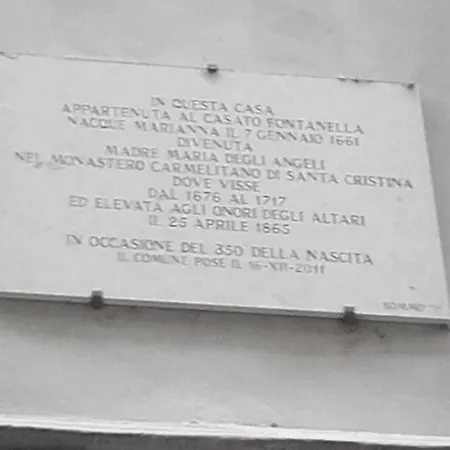 IN QUESTA CASA
APPARTENUTA AL CASATO FONTANELLA
NACQUE MARIANNA IL 7 GENNAIO 1661
DIVENUTA
MADRE MARIA DEGLI ANGELI
NEL MONASTERO CARMELITANO DI SANTA CRISTINA
DOVE VISSE
DAL 1676 AL 1717
ED ELEVATA AGLI ONORI DEGLI ALTARI
IL 25 APRILE 1865
IN OCCASIONE DEL 350° DELLA NASCITA
IL COMUNE POSE IL 16-XII-2011